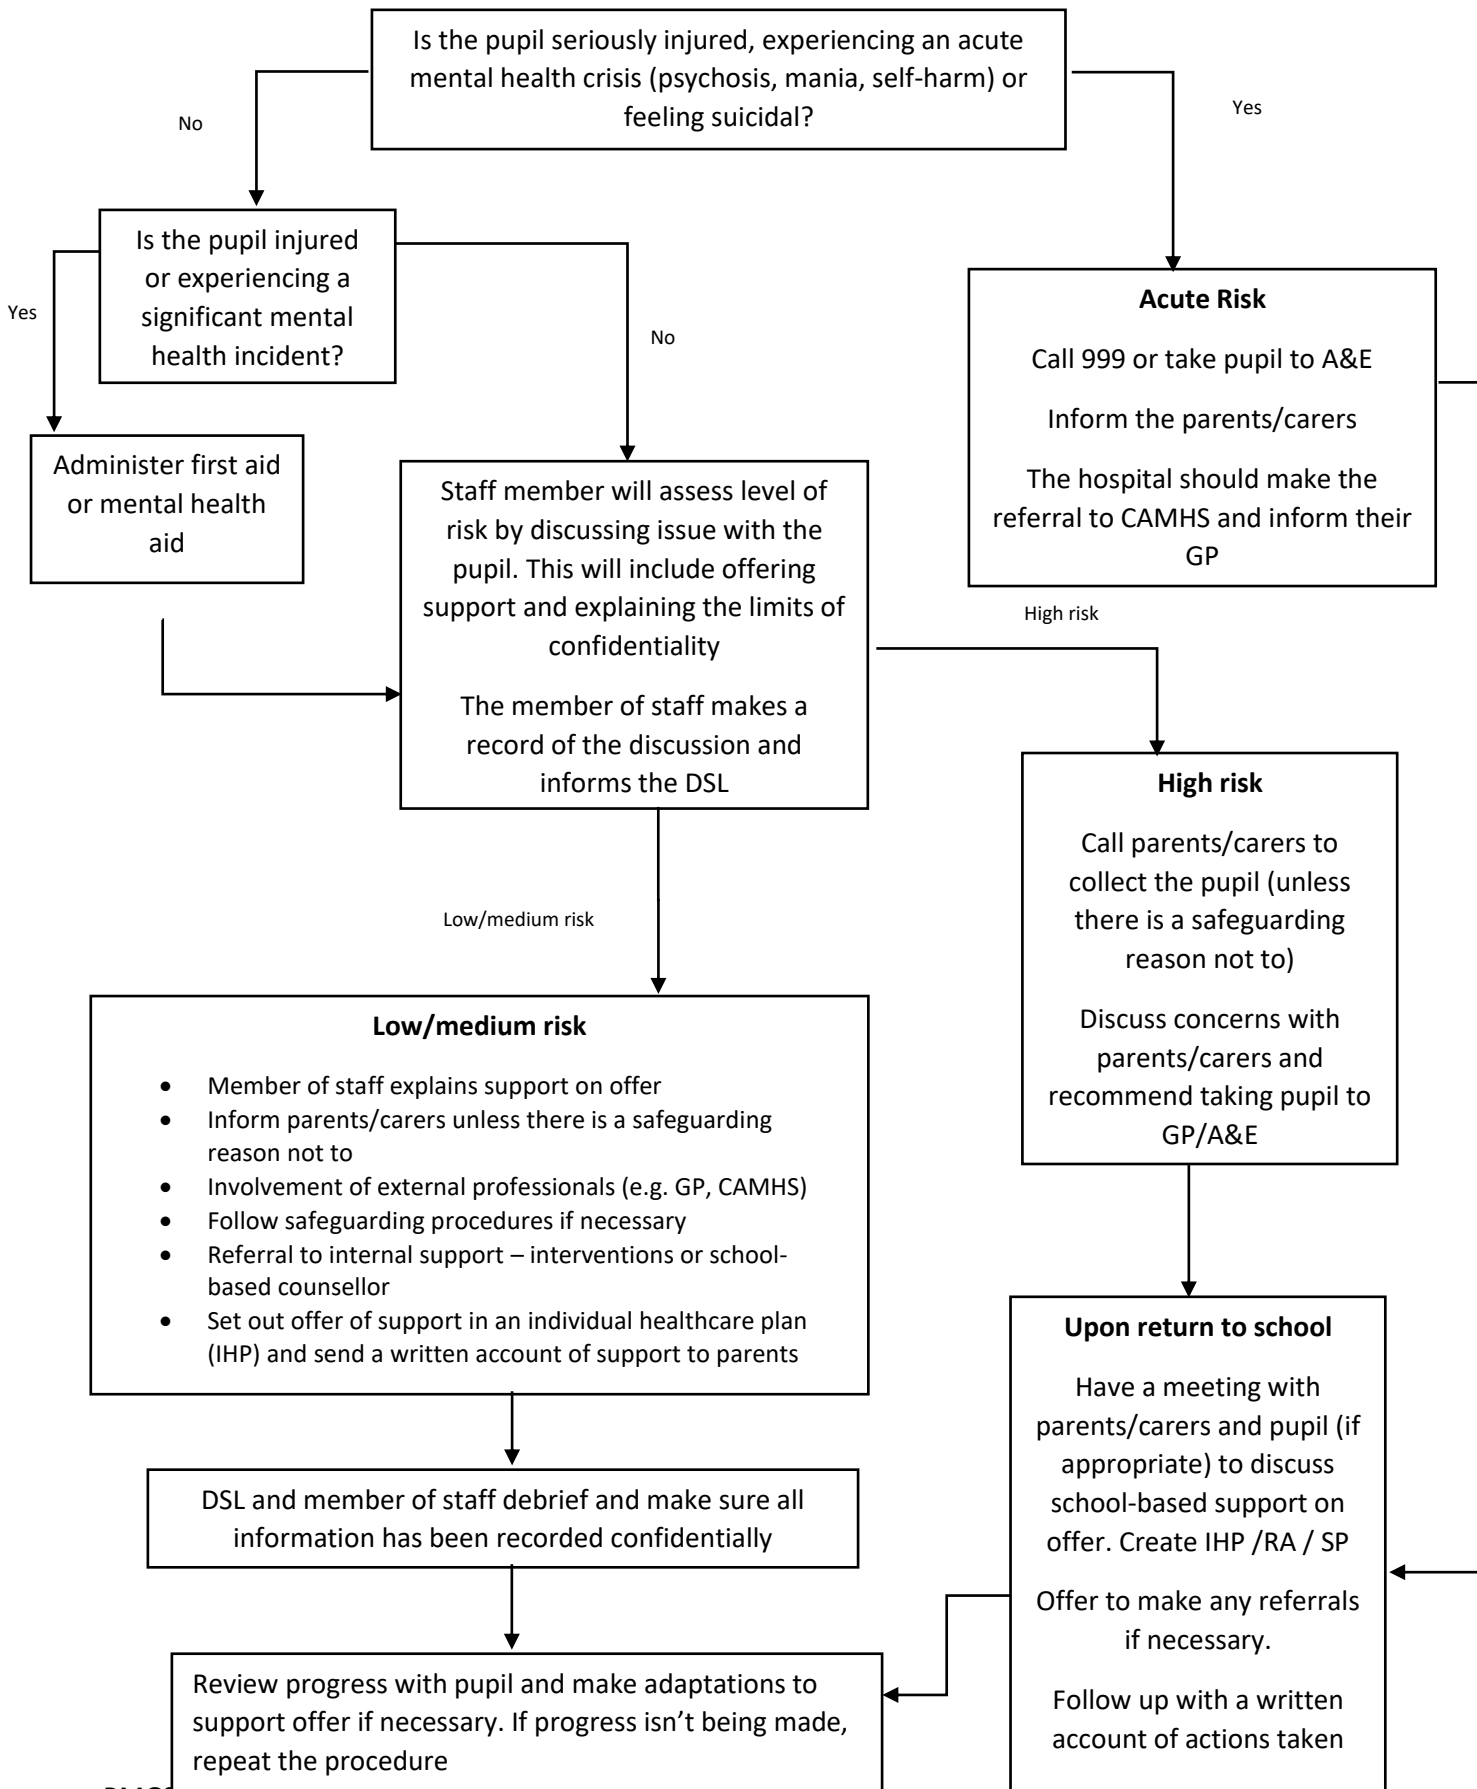 Is the pupil seriously injured, experiencing an acute
mental health crisis (psychosis, mania, self-harm) or
feeling suicidal?
No
Yes
Is the pupil injured
or experiencing a
significant mental
health incident?
Yes
No
Acute Risk
Call 999 or take pupil to A&E
Inform the parents/carers
The hospital should make the
referral to CAMHS and inform their
GP
Administer first aid
or mental health
aid
Staff member will assess level of
risk by discussing issue with the
pupil. This will include offering
support and explaining the limits of
confidentiality
The member of staff makes a
record of the discussion and
informs the DSL
High risk
High risk
Call parents/carers to
collect the pupil (unless
there is a safeguarding
reason not to)
Discuss concerns with
parents/carers and
recommend taking pupil to
GP/A&E
Low/medium risk
Low/medium risk
• Member of staff explains support on offer
• Inform parents/carers unless there is a safeguarding
reason not to
• Involvement of external professionals (e.g. GP, CAMHS)
• Follow safeguarding procedures if necessary
• Referral to internal support – interventions or school-
based counsellor
• Set out offer of support in an individual healthcare plan
(IHP) and send a written account of support to parents
Upon return to school
Have a meeting with
parents/carers and pupil (if
appropriate) to discuss
school-based support on
offer. Create IHP /RA / SP
Offer to make any referrals
if necessary.
Follow up with a written
account of actions taken
DSL and member of staff debrief and make sure all
information has been recorded confidentially
Review progress with pupil and make adaptations to
support offer if necessary. If progress isn't being made,
repeat the procedure